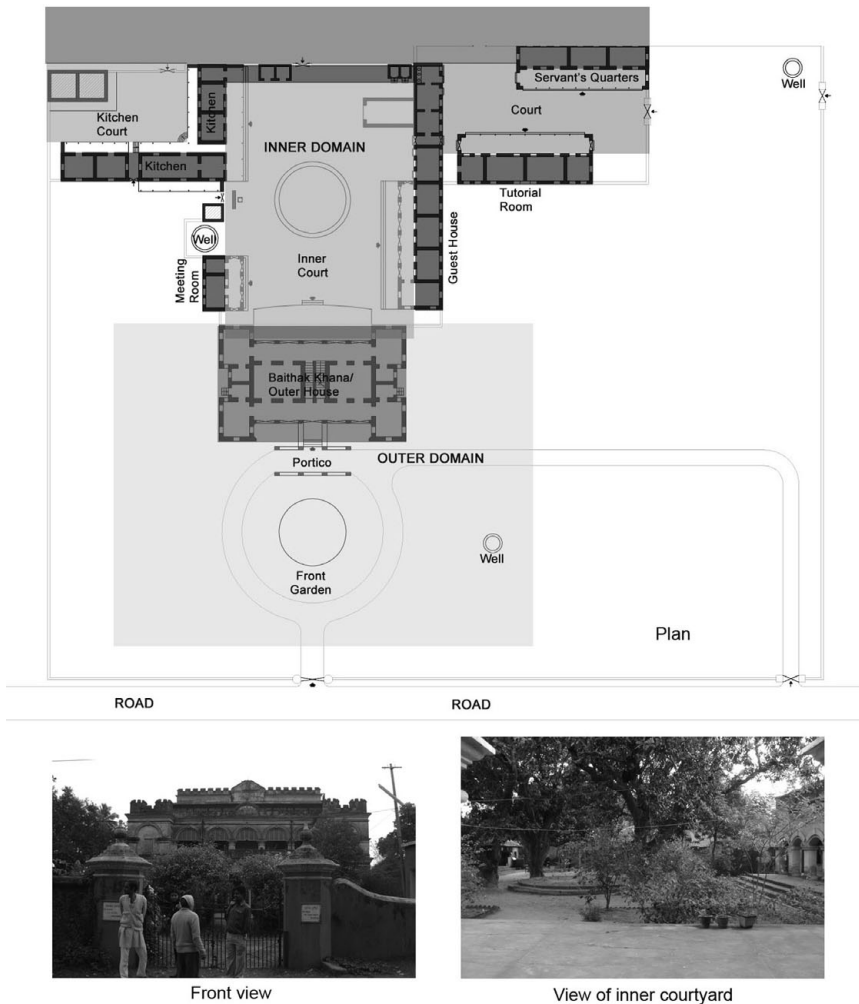 Servant's Quarters
Well
Kitchen
Court
Kitchen
Court
INNER DOMAIN
Kitchen
Tutorial
Room
Well
Inner
Court
Guest House
Meeting
Room
Baithak Khana/
Outer House
Portico
OUTER DOMAIN
Well
Front
Garden
Plan
ROAD
ROAD
Front view
View of inner courtyard